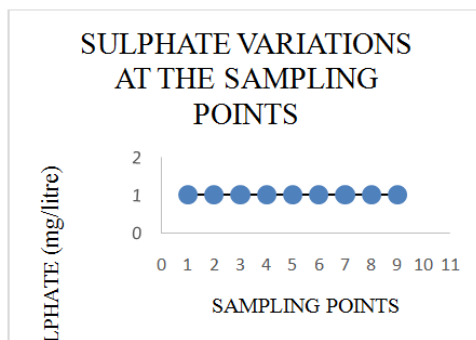 SULPHATE VARIATIONS
AT THE SAMPLING
POINTS
LPHATE (mg/litre)
2
1
0
0 1 2 3 4 5 6 7 8 9 10 11
SAMPLING POINTS